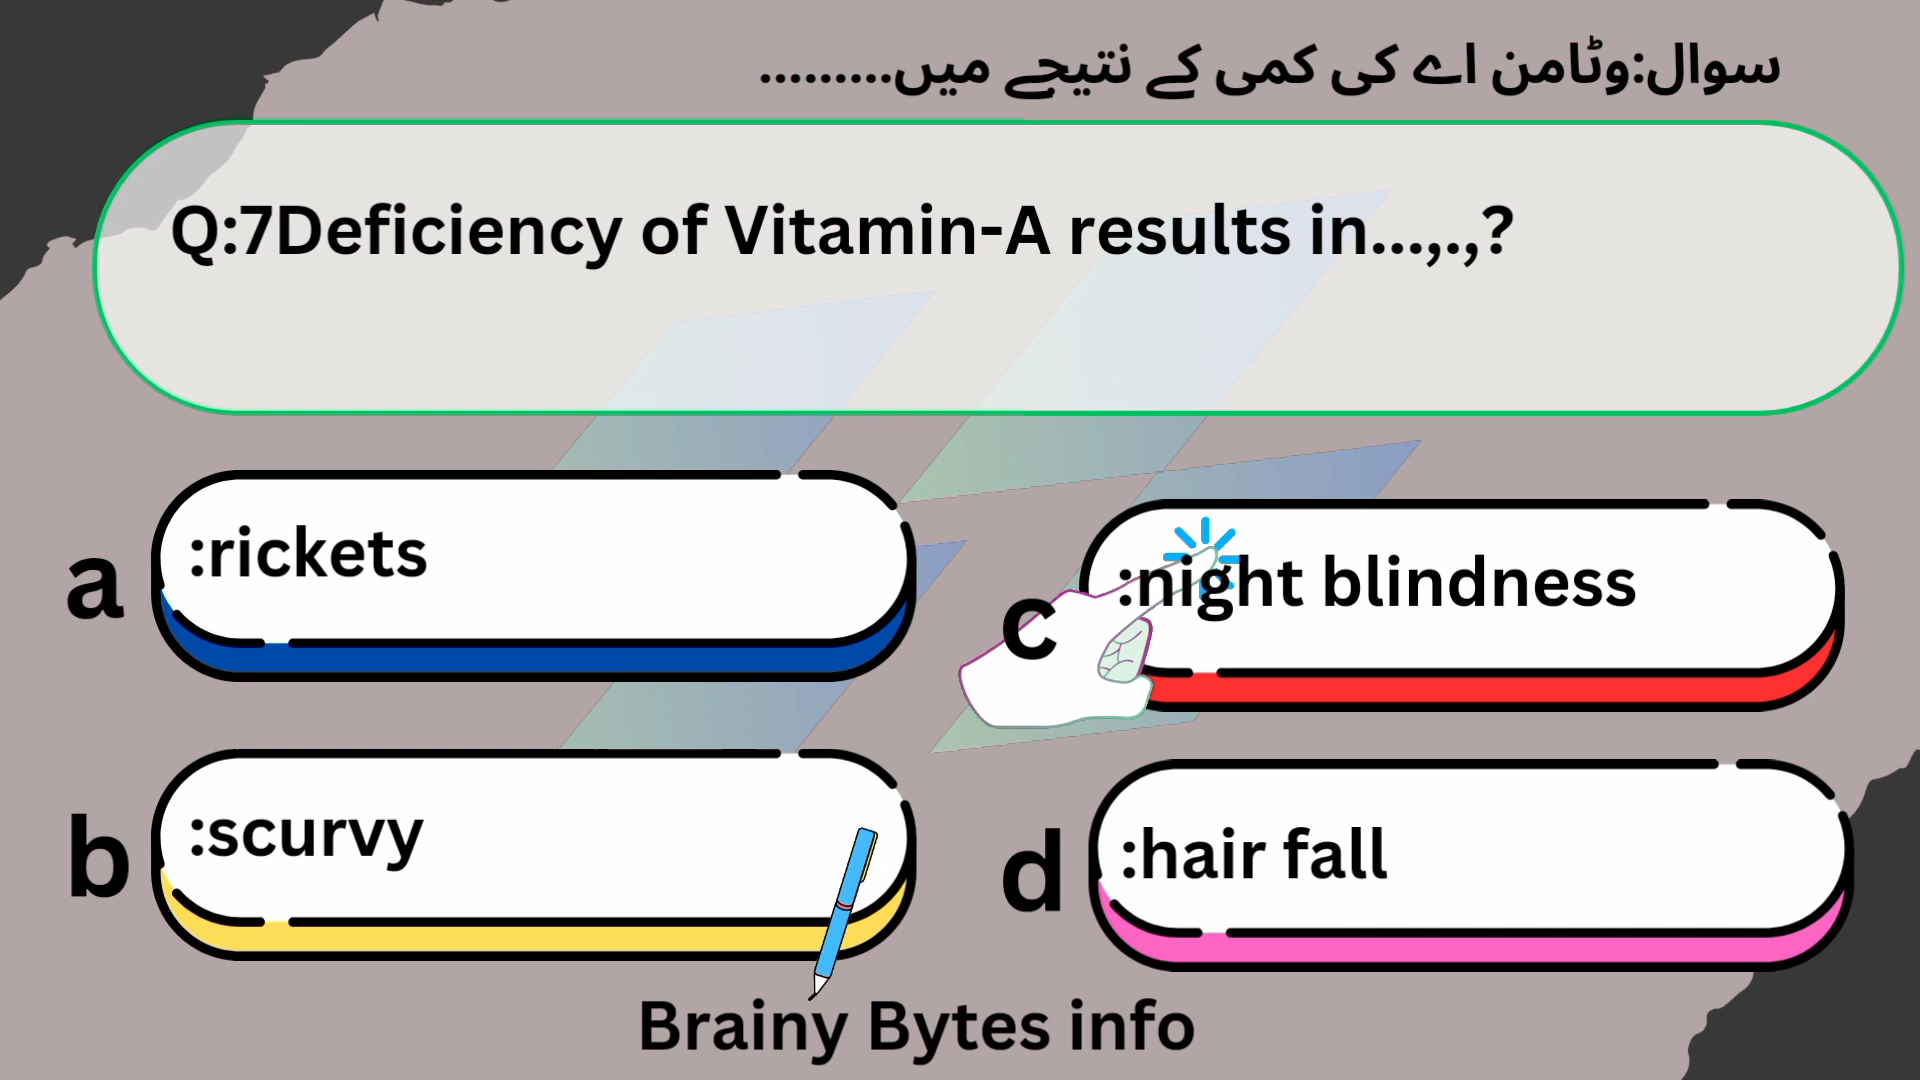 سوال:وٹامن اے کی کمی کے نتیجے میں.........
Q:7Deficiency of Vitamin-A results in...,.,?
a :rickets
c :night blindness
b :scurvy
d :hair fall
Brainy Bytes info